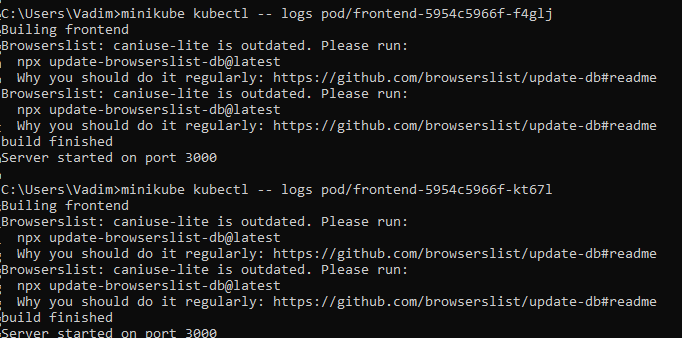 C:\Users\Vadim>minikube kubectl -- logs pod/frontend-5954c5966f-f4glj
Builing frontend
Browserslist: caniuse-lite is outdated. Please run:
  npx update-browserslist-db@latest
  Why you should do it regularly: https://github.com/browserslist/update-db#readme
Browserslist: caniuse-lite is outdated. Please run:
  npx update-browserslist-db@latest
  Why you should do it regularly: https://github.com/browserslist/update-db#readme
build finished
Server started on port 3000
C:\Users\Vadim>minikube kubectl -- logs pod/frontend-5954c5966f-kt67l
Builing frontend
Browserslist: caniuse-lite is outdated. Please run:
  npx update-browserslist-db@latest
  Why you should do it regularly: https://github.com/browserslist/update-db#readme
Browserslist: caniuse-lite is outdated. Please run:
  npx update-browserslist-db@latest
  Why you should do it regularly: https://github.com/browserslist/update-db#readme
build finished
Server started on port 3000